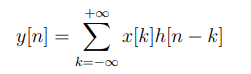 y[n] = \sum_{k=-\infty}^{+\infty} x[k]h[n − k]